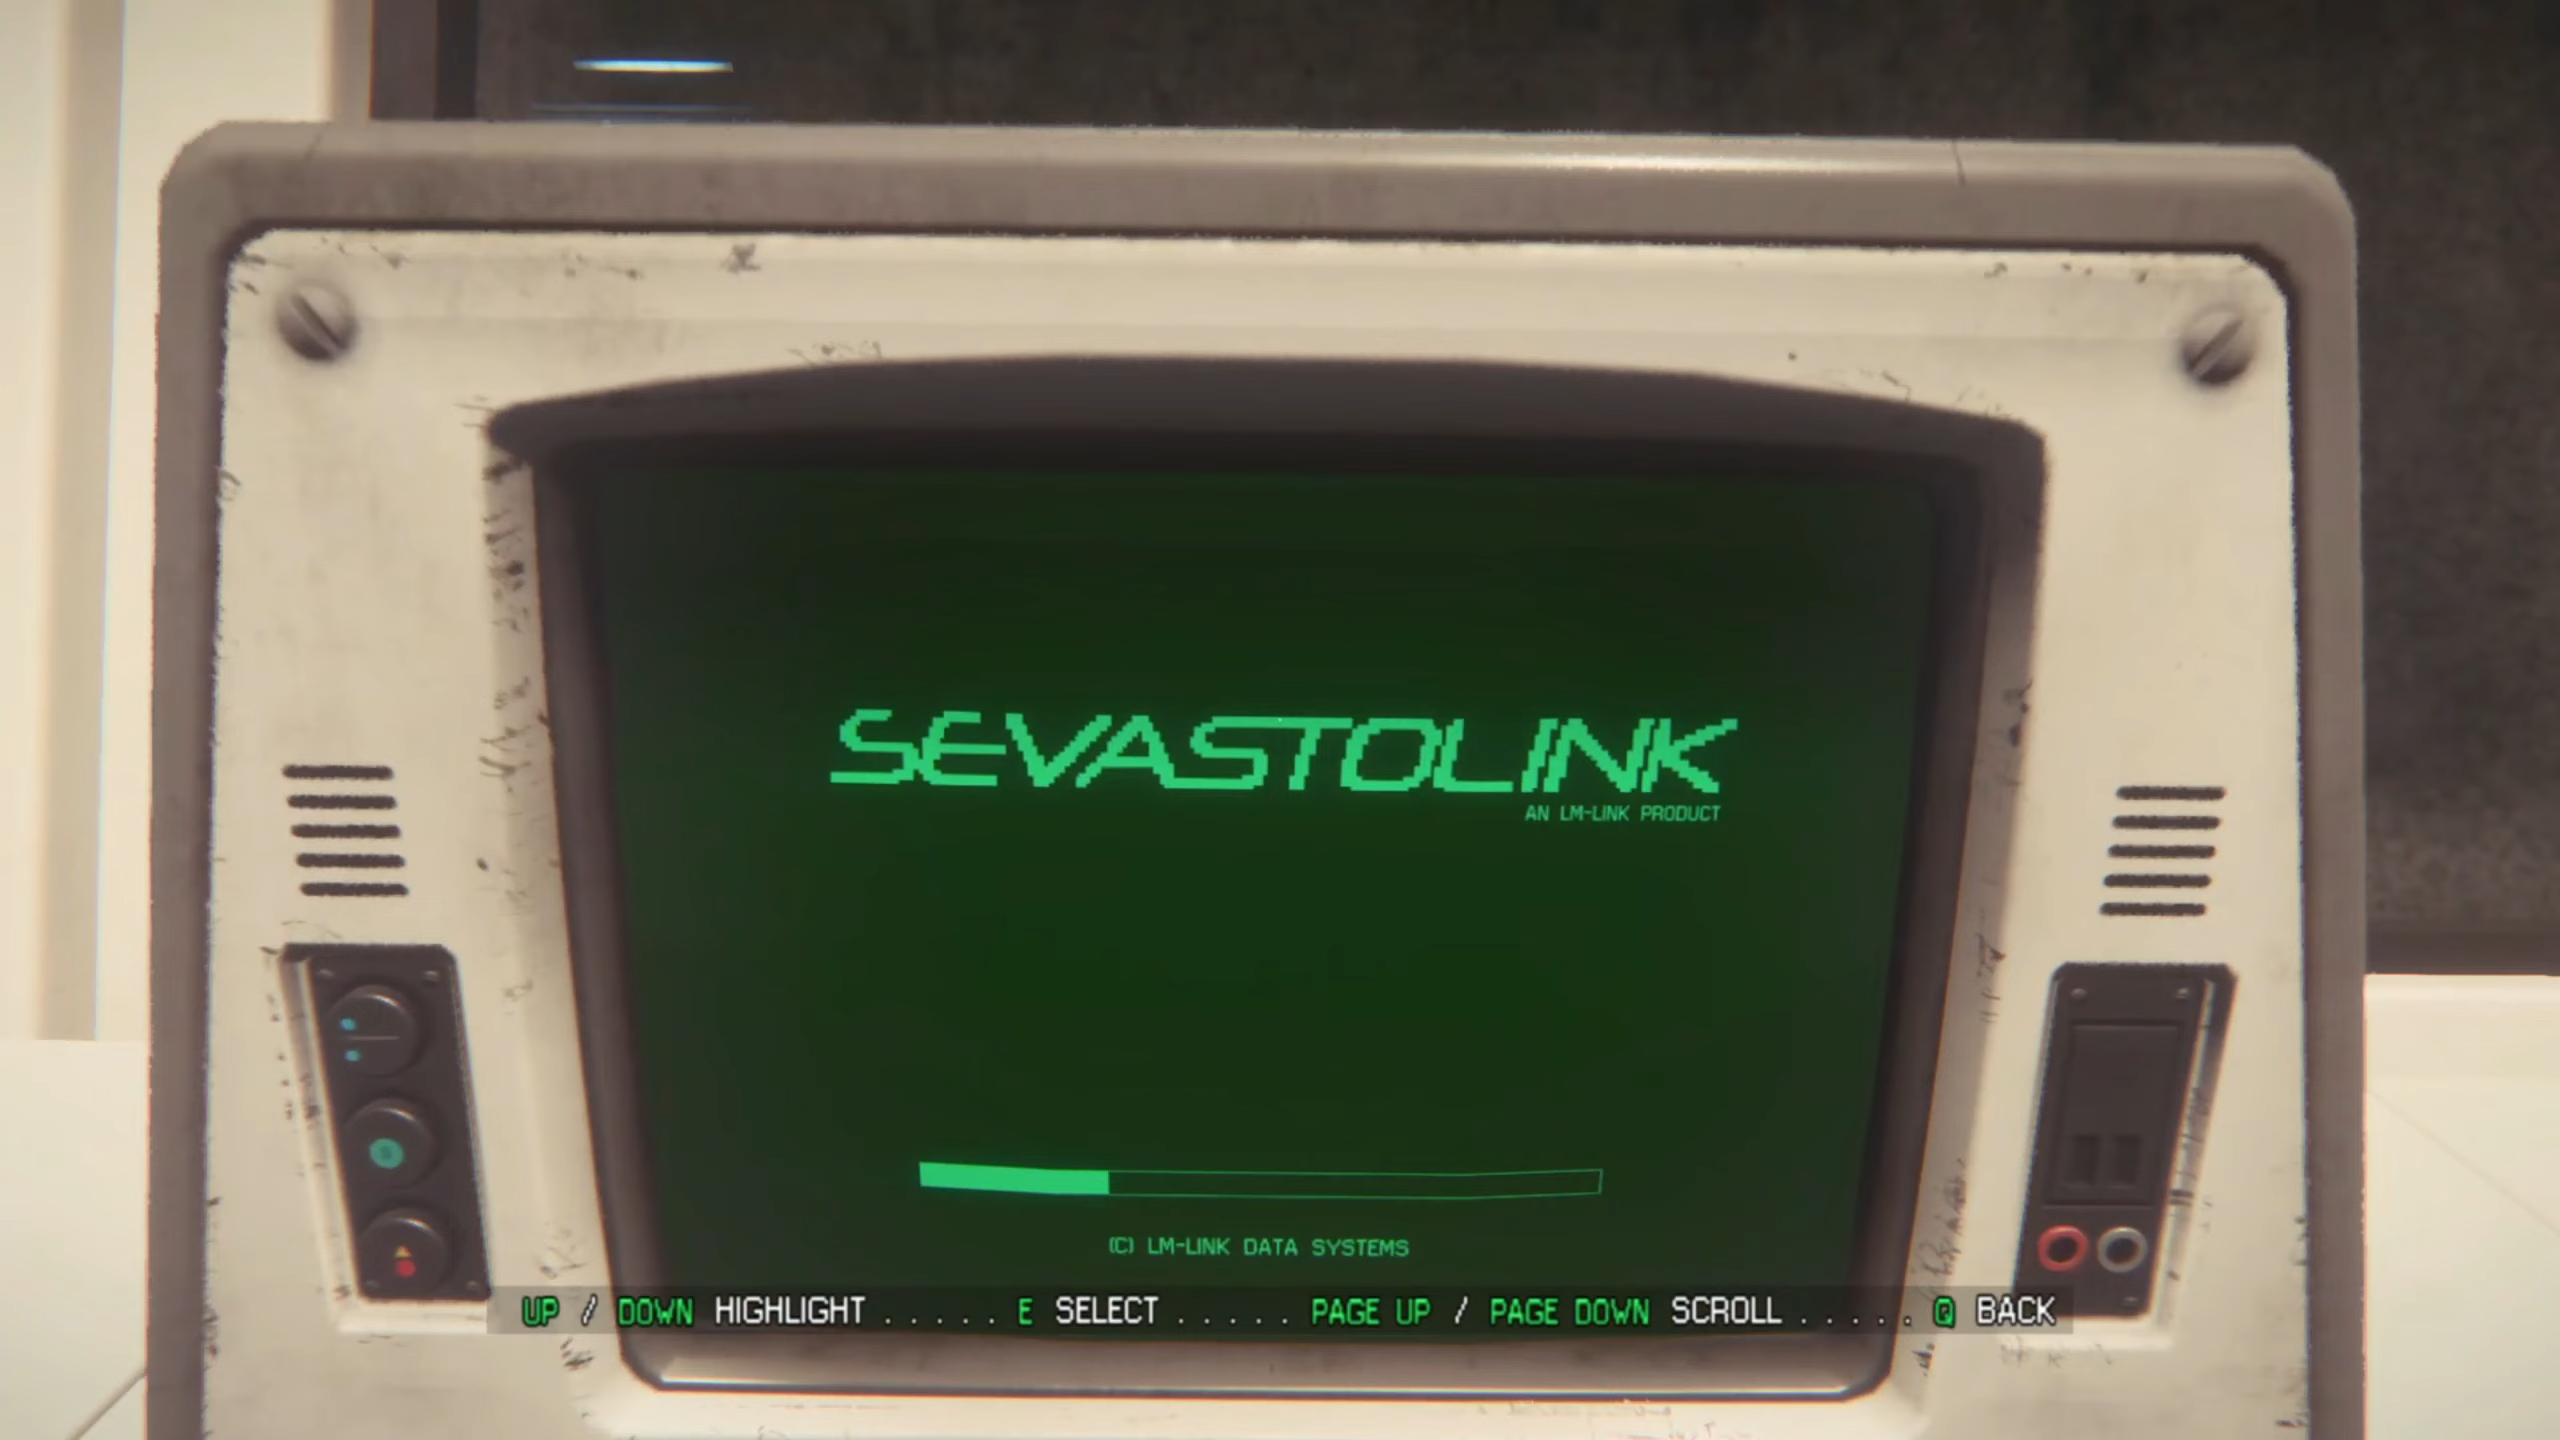 SEVASTOLINK
AN LM-LINK PRODUCT
(C) LM-LINK DATA SYSTEMS
UP / DOWN HIGHLIGHT ..... E SELECT ..... PAGE UP / PAGE DOWN SCROLL ..... Q BACK